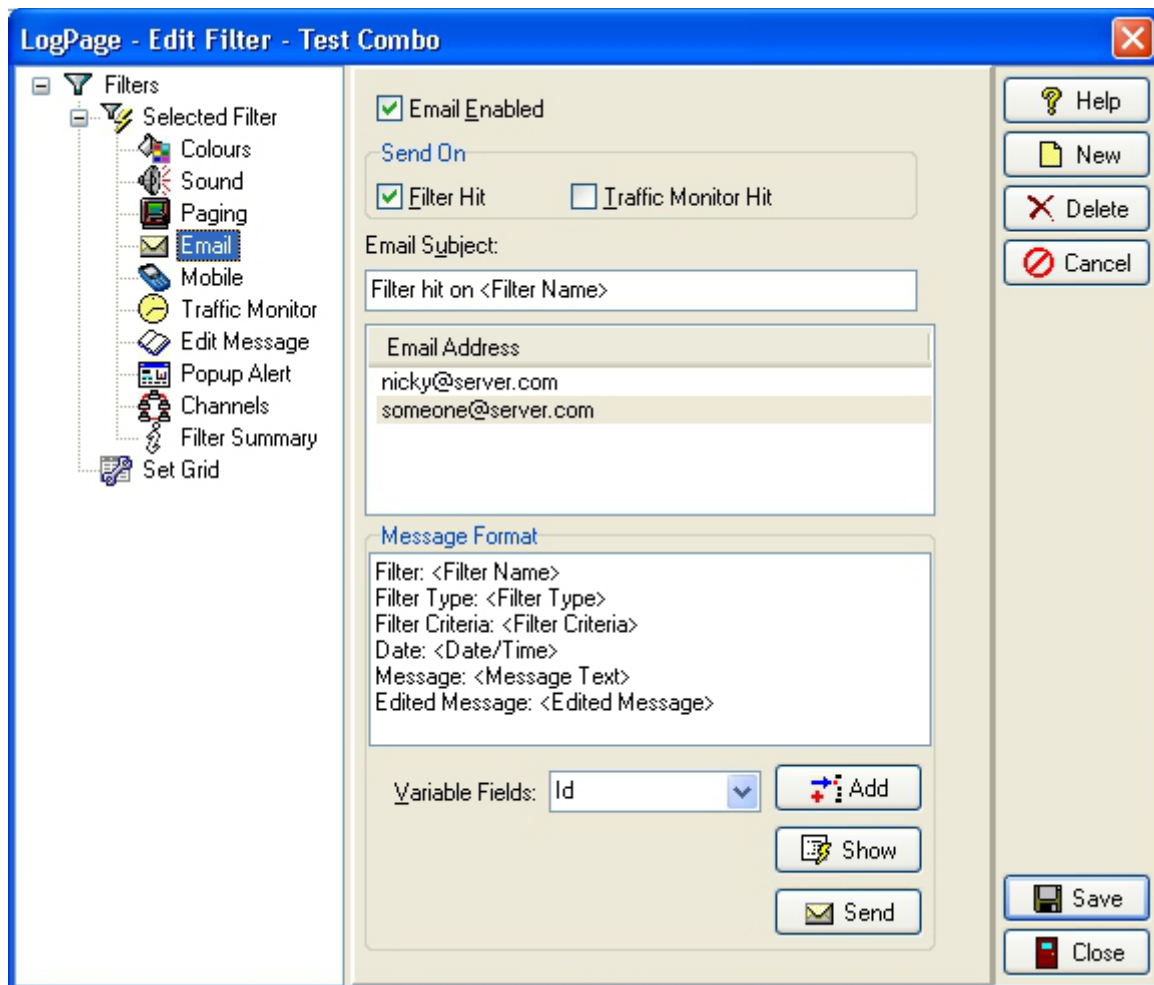 LogPage - Edit Filter - Test Combo
Filters
Selected Filter
Colours
Sound
Paging
Email
Mobile
Traffic Monitor
Edit Message
Popup Alert
Channels
Filter Summary
Set Grid
Email Enabled
Send On
Filter Hit
Traffic Monitor Hit
Email Subject:
Filter hit on <Filter Name>
Email Address
nicky@server.com
someone@server.com
Message Format
Filter: <Filter Name>
Filter Type: <Filter Type>
Filter Criteria: <Filter Criteria>
Date: <Date/Time>
Message: <Message Text>
Edited Message: <Edited Message>
Variable Fields:
Id
Add
Show
Send
Help
New
Delete
Cancel
Save
Close